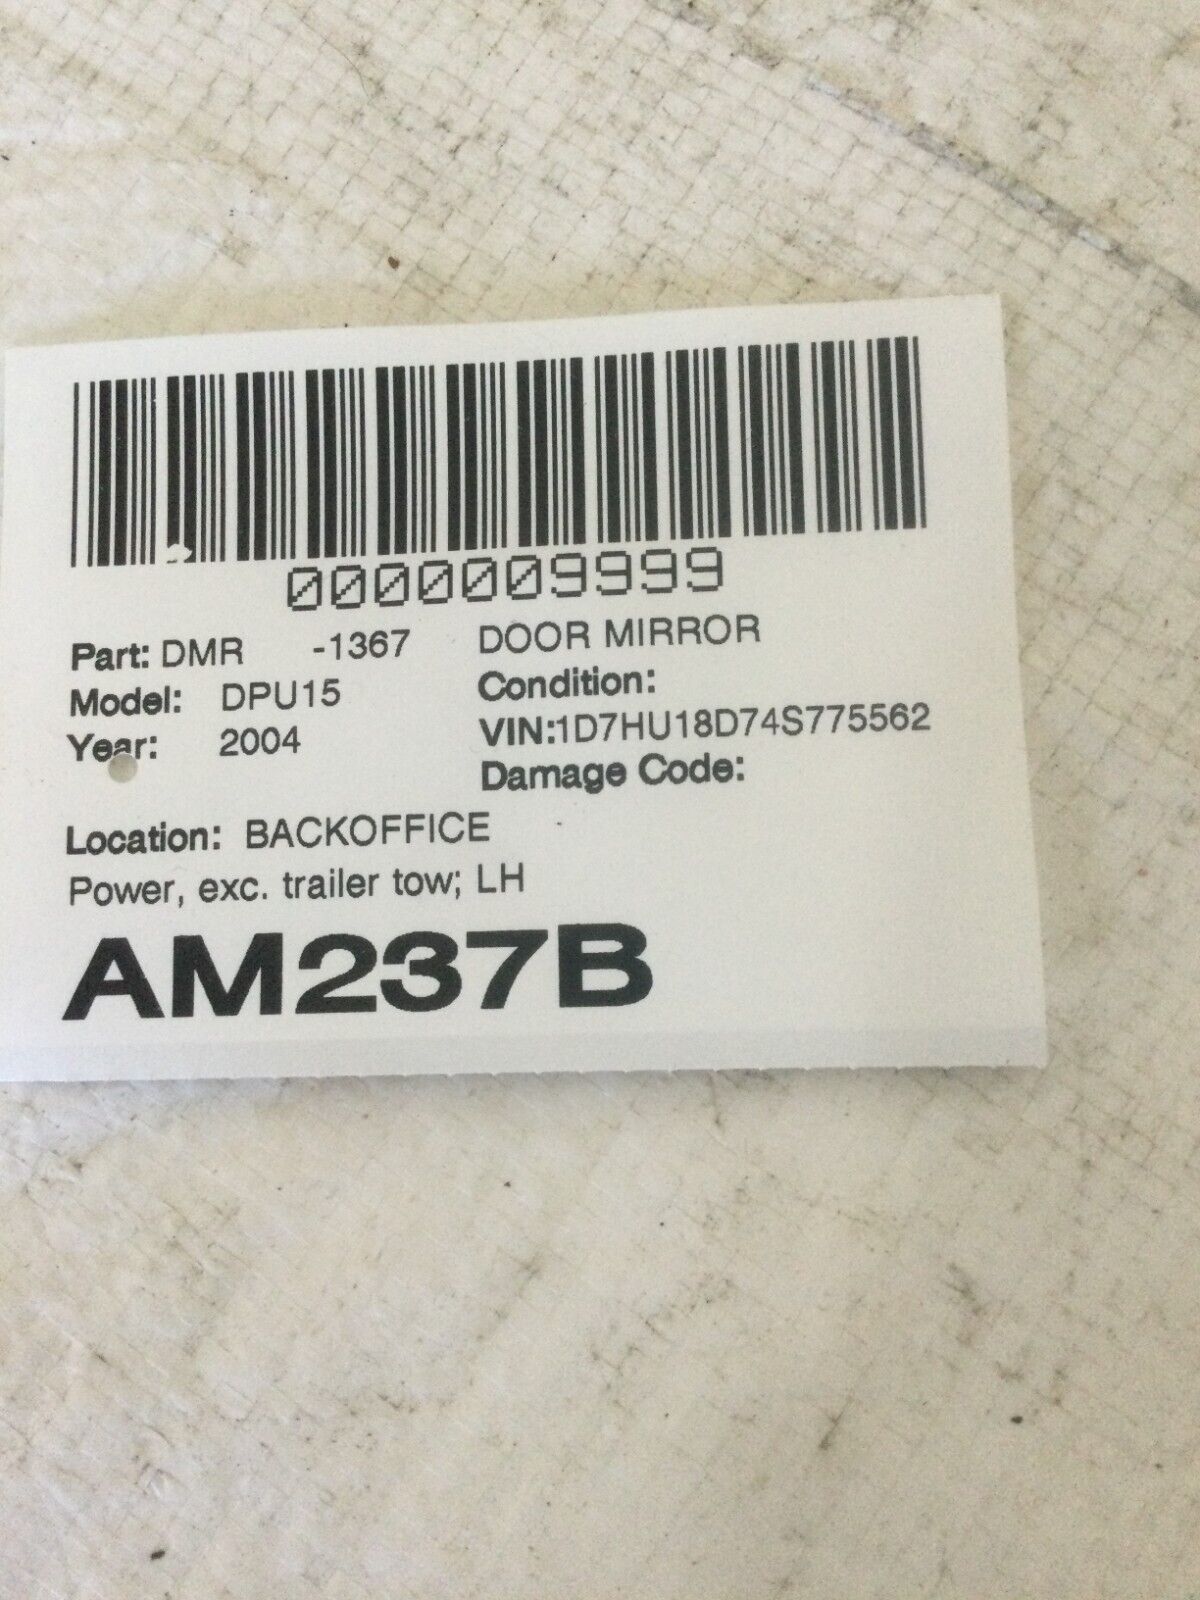 0000009999
Part: DMR -1367 DOOR MIRROR
Model: DPU15 Condition:
Year: 2004 VIN:1D7HU18D74S775562
Damage Code:
Location: BACKOFFICE
Power, exc. trailer tow; LH
AM237B